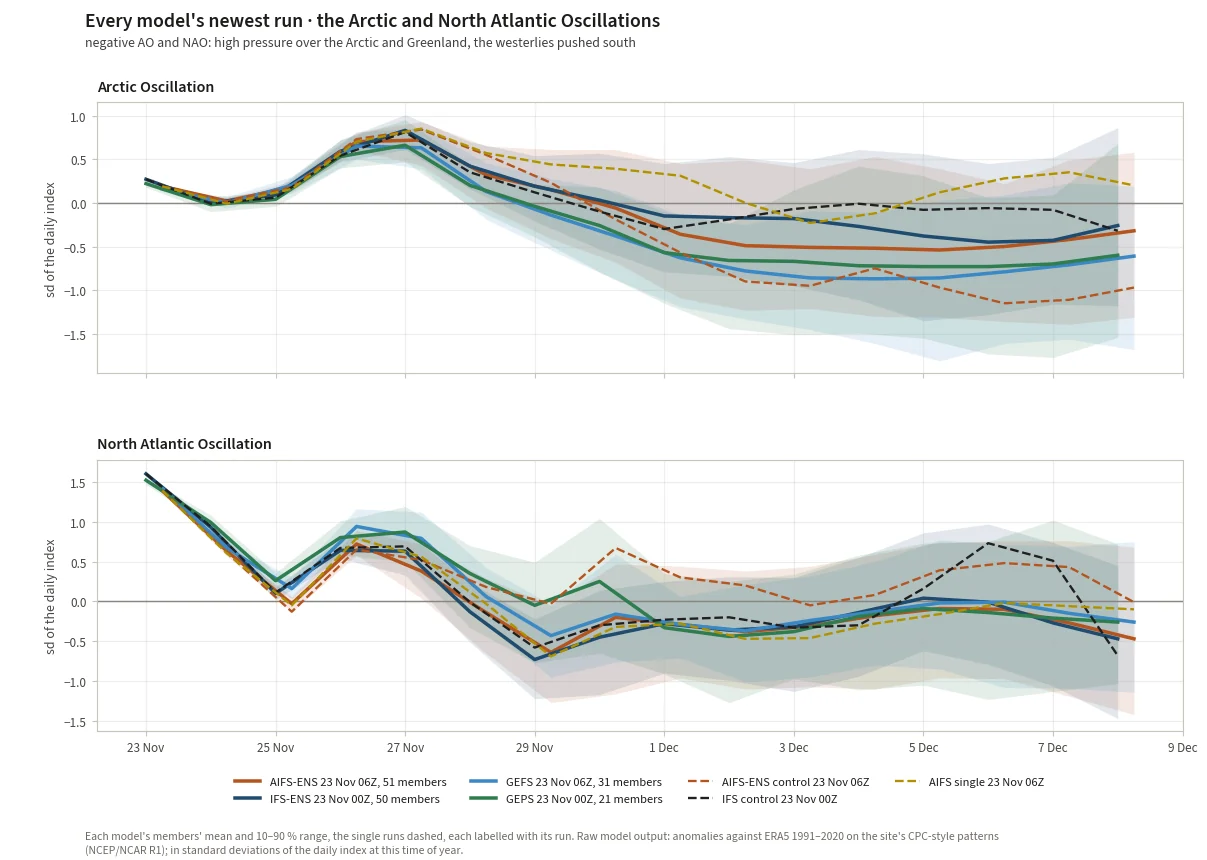 Every model's newest run · the Arctic and North Atlantic Oscillations
negative AO and NAO: high pressure over the Arctic and Greenland, the westerlies pushed south
Arctic Oscillation
sd of the daily index
1.0
0.5
0.0
−0.5
−1.0
−1.5
North Atlantic Oscillation
sd of the daily index
1.5
1.0
0.5
0.0
−0.5
−1.0
−1.5
23 Nov 25 Nov 27 Nov 29 Nov 1 Dec 3 Dec 5 Dec 7 Dec 9 Dec
AIFS-ENS 23 Nov 06Z, 51 members GEFS 23 Nov 06Z, 31 members AIFS-ENS control 23 Nov 06Z AIFS single 23 Nov 06Z
IFS-ENS 23 Nov 00Z, 50 members GEPS 23 Nov 00Z, 21 members IFS control 23 Nov 00Z
Each model's members' mean and 10–90 % range, the single runs dashed, each labelled with its run. Raw model output: anomalies against ERA5 1991–2020 on the site's CPC-style patterns
(NCEP/NCAR R1); in standard deviations of the daily index at this time of year.